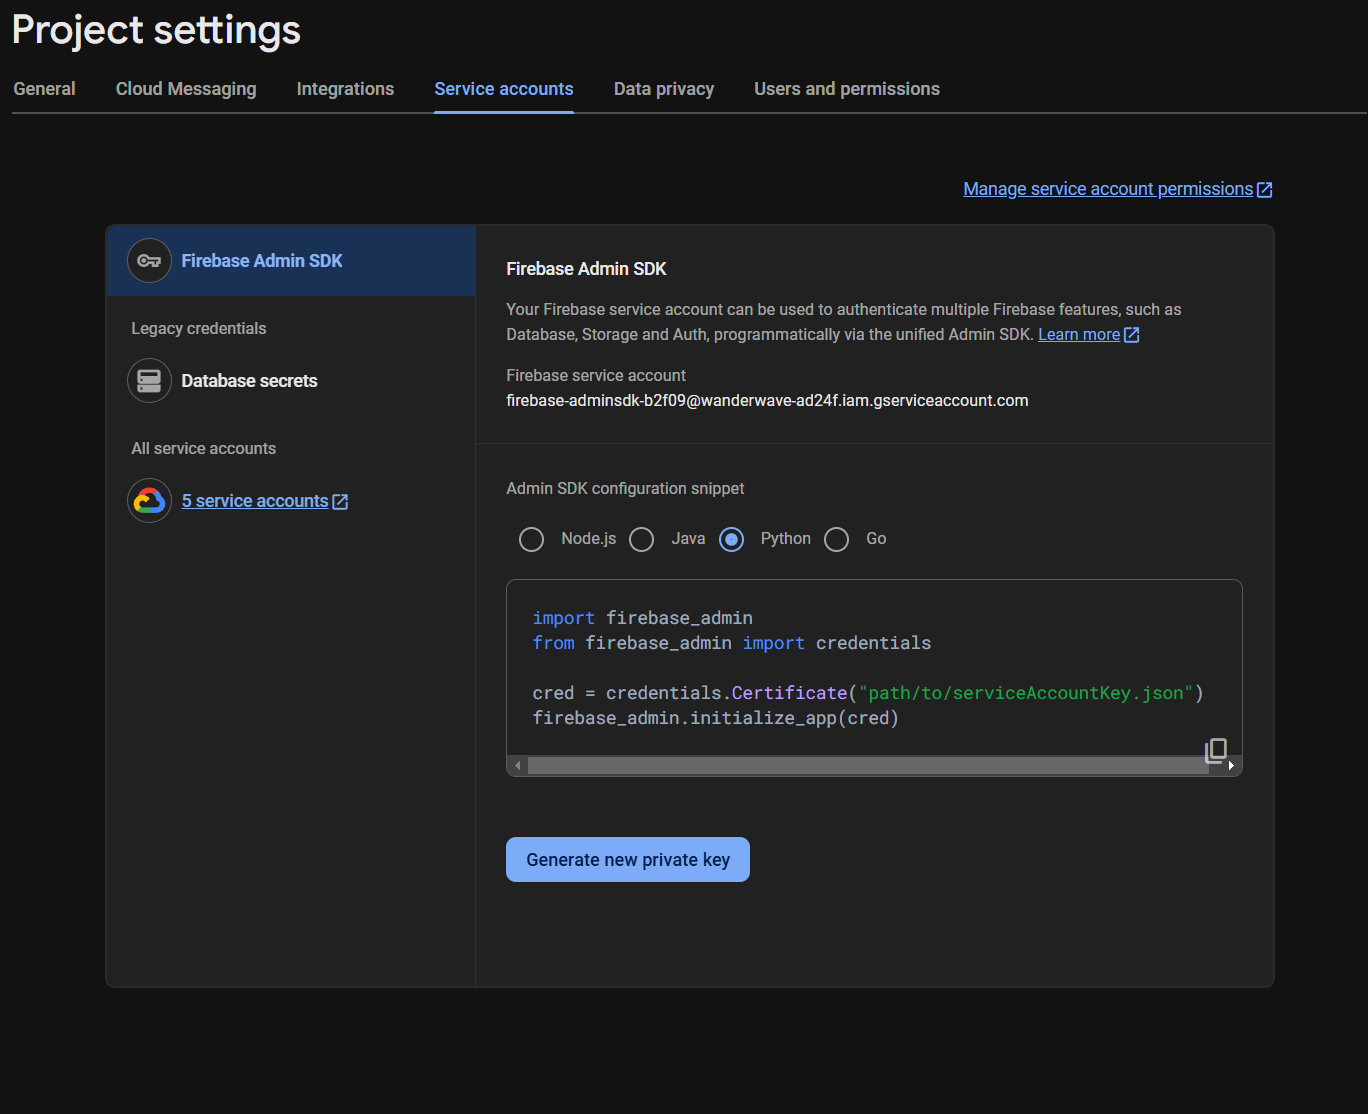 Project settings
General Cloud Messaging Integrations Service accounts Data privacy Users and permissions
Manage service account permissions
Firebase Admin SDK
Legacy credentials
Database secrets
All service accounts
5 service accounts
Firebase Admin SDK
Your Firebase service account can be used to authenticate multiple Firebase features, such as
Database, Storage and Auth, programmatically via the unified Admin SDK. Learn more
Firebase service account
firebase-adminsdk-b2f09@wanderwave-ad24f.iam.gserviceaccount.com
Admin SDK configuration snippet
Node.js Java Python Go
import firebase_admin
from firebase_admin import credentials
cred = credentials.Certificate("path/to/serviceAccountKey.json")
firebase_admin.initialize_app(cred)
Generate new private key